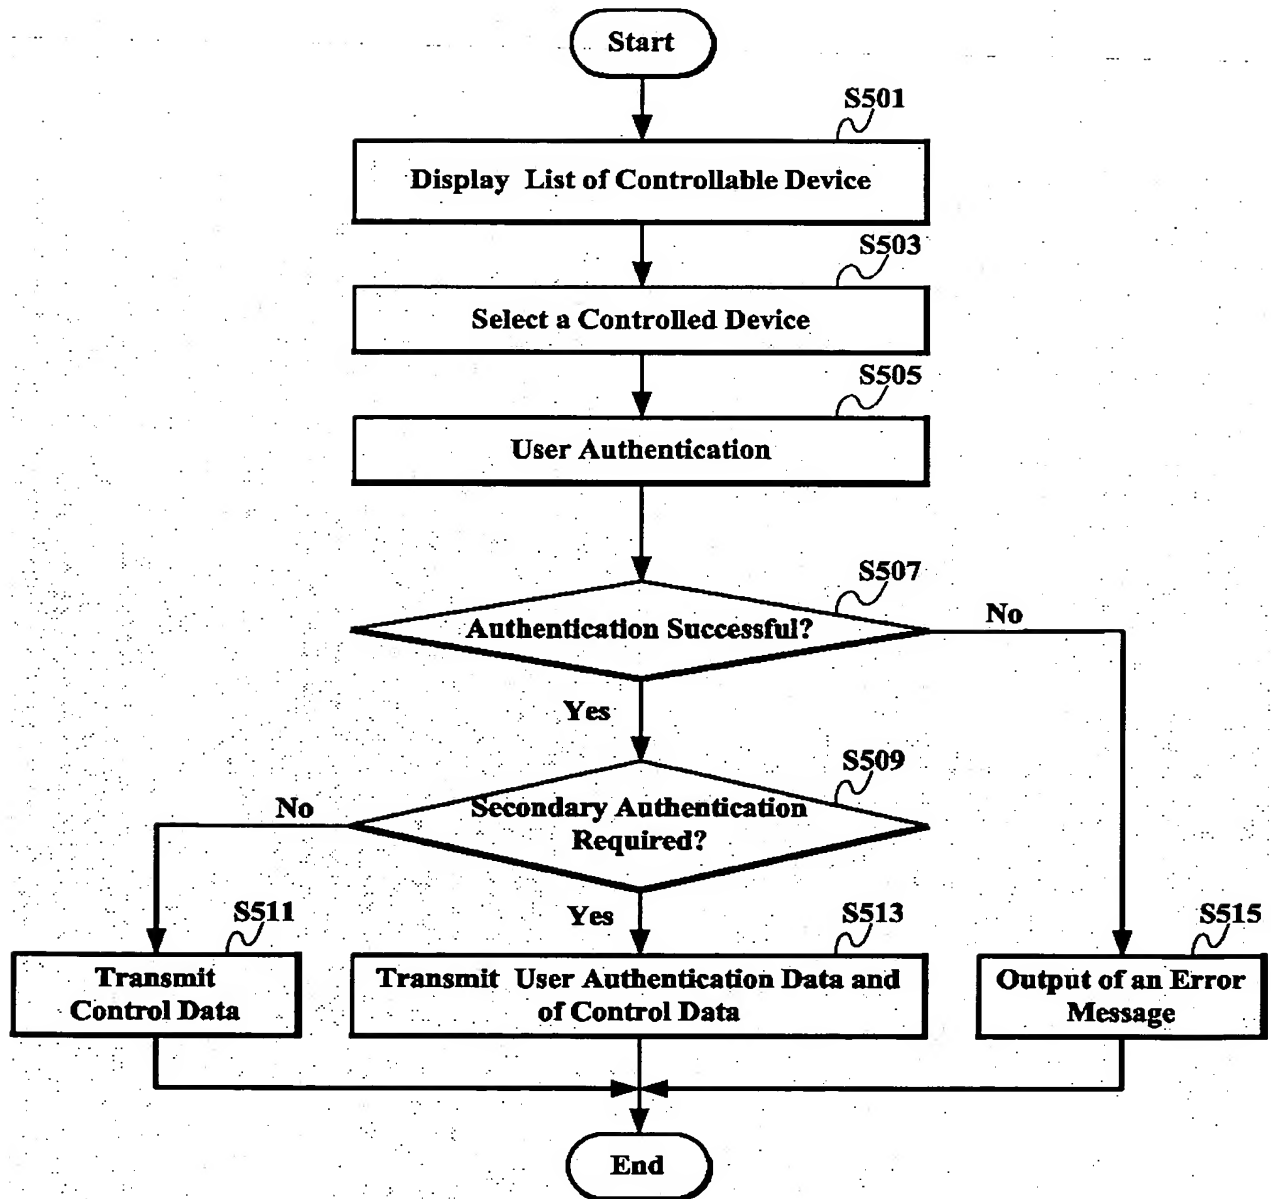 Start
S501
Display List of Controllable Device
S503
Select a Controlled Device
S505
User Authentication
S507
Authentication Successful?
No
Yes
S509
Secondary Authentication
Required?
No
Yes
S511
Transmit
Control Data
S513
Transmit User Authentication Data and
of Control Data
S515
Output of an Error
Message
End